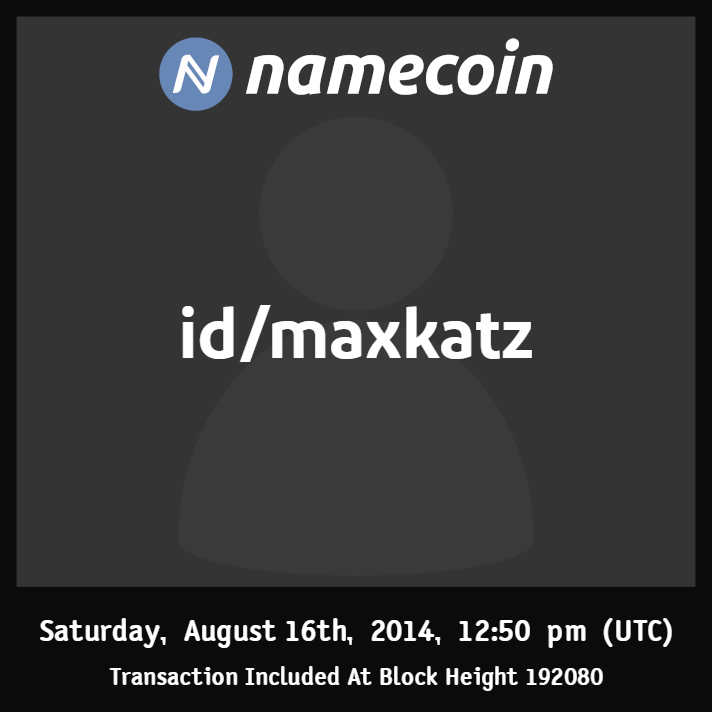 namecoin
id/maxkatz
Saturday, August 16th, 2014, 12:50 pm (UTC)
Transaction Included At Block Height 192080